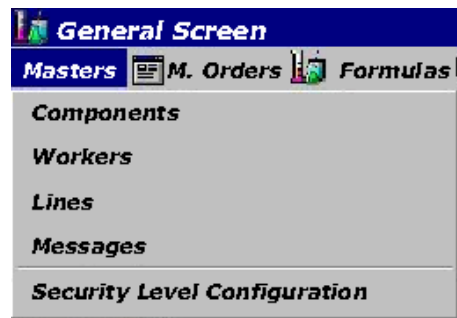 General Screen
Masters M. Orders Formulas
Components
Workers
Lines
Messages
Security Level Configuration